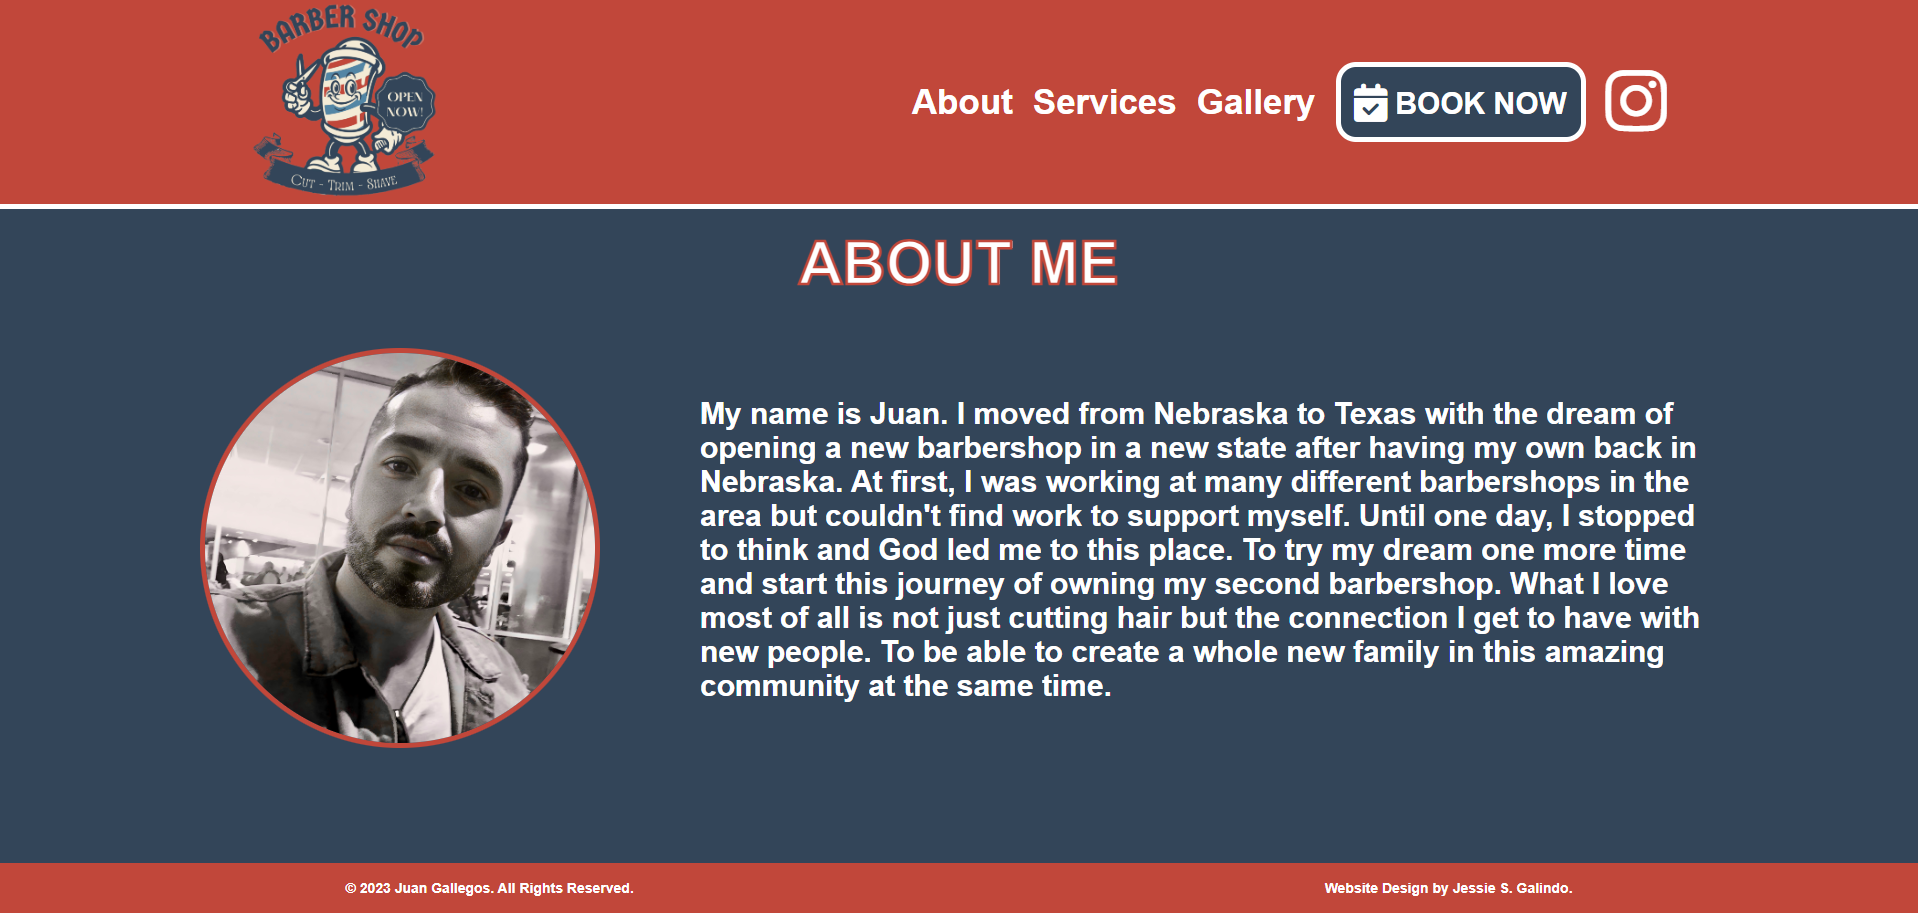 BARBER SHOP
OPEN
NOW!
CUT - TRIM - SHAVE
About Services Gallery BOOK NOW
ABOUT ME
My name is Juan. I moved from Nebraska to Texas with the dream of
opening a new barbershop in a new state after having my own back in
Nebraska. At first, I was working at many different barbershops in the
area but couldn't find work to support myself. Until one day, I stopped
to think and God led me to this place. To try my dream one more time
and start this journey of owning my second barbershop. What I love
most of all is not just cutting hair but the connection I get to have with
new people. To be able to create a whole new family in this amazing
community at the same time.
© 2023 Juan Gallegos. All Rights Reserved.
Website Design by Jessie S. Galindo.